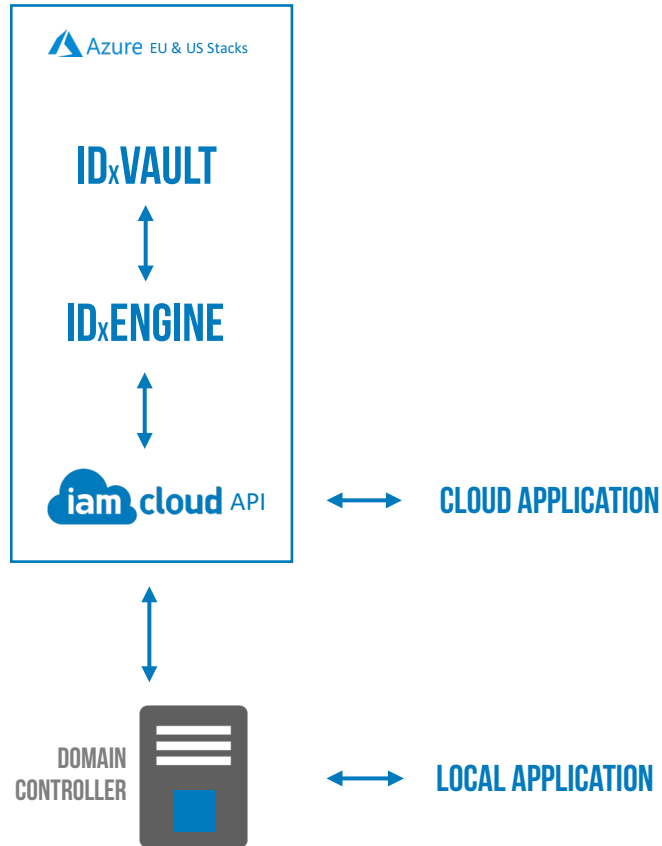 Azure EU & US Stacks
IDxVAULT
IDxENGINE
iam cloud API
CLOUD APPLICATION
DOMAIN
CONTROLLER
LOCAL APPLICATION